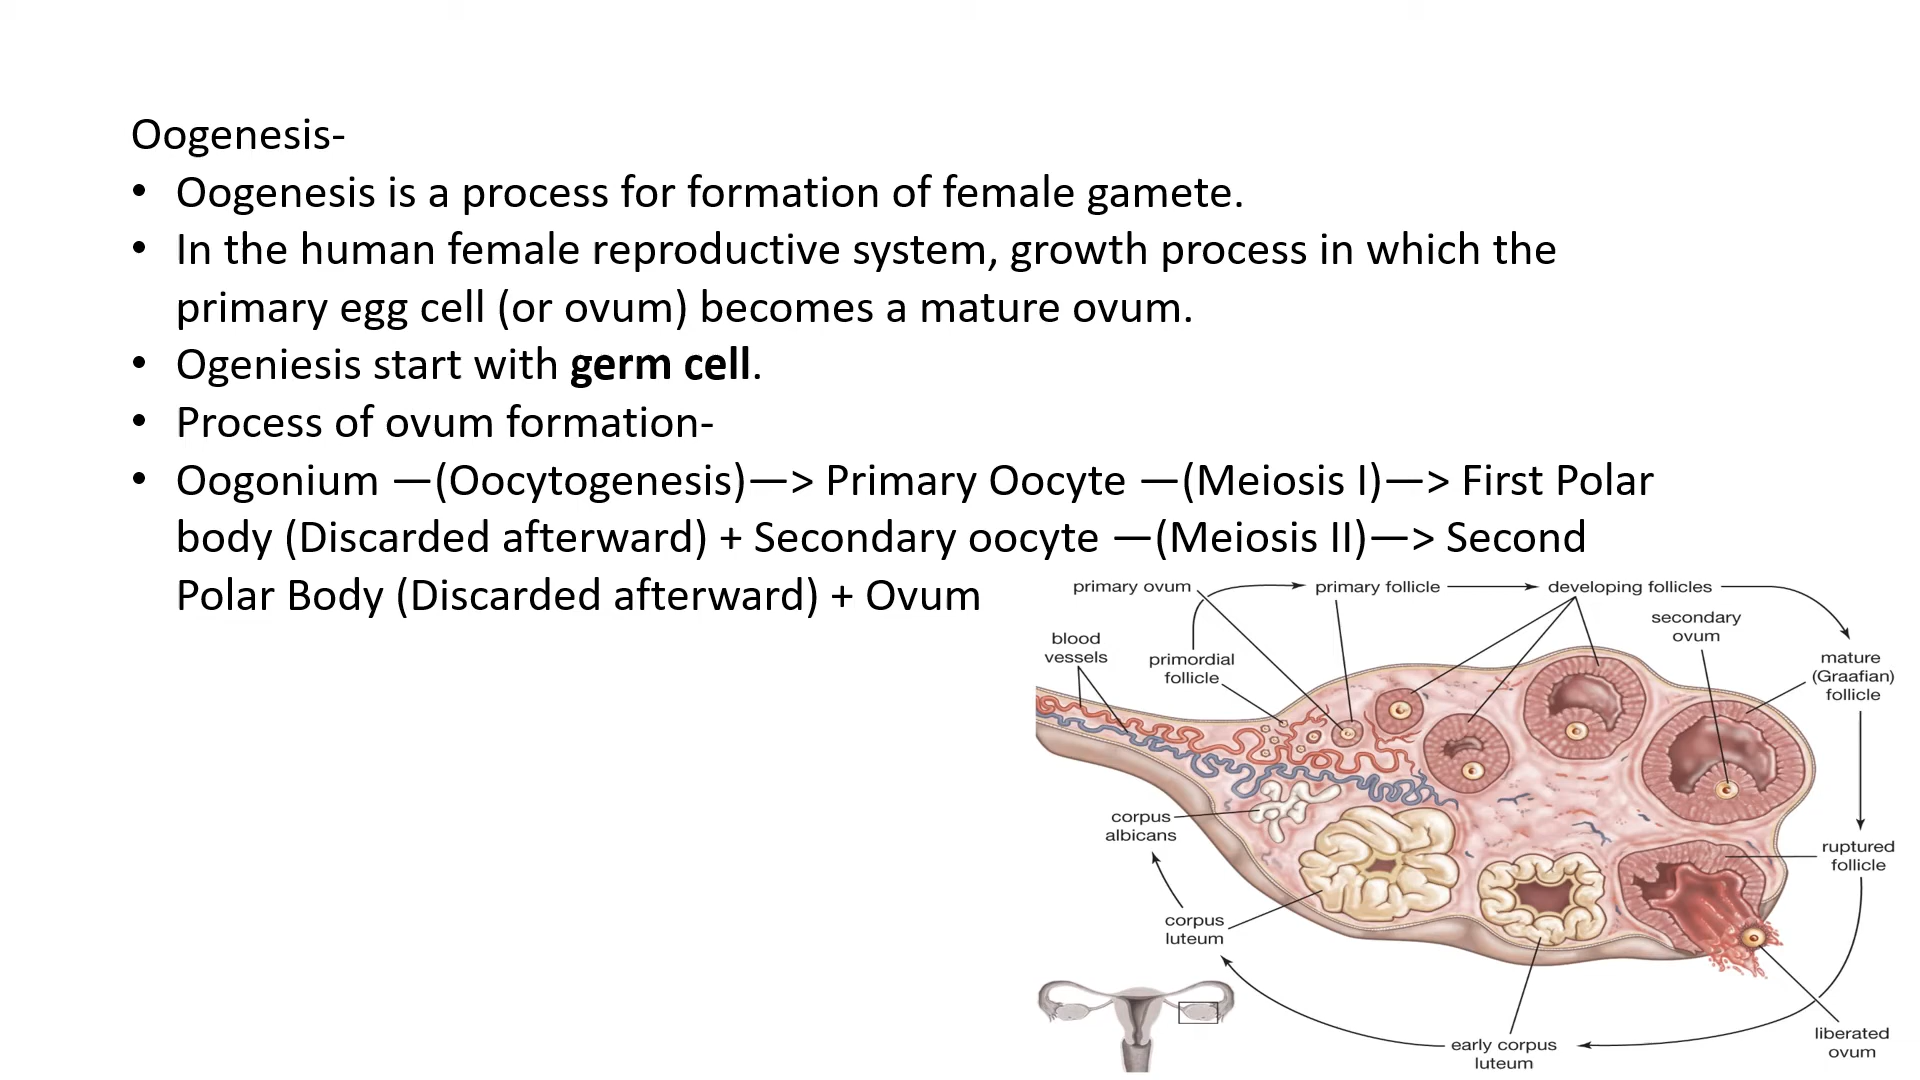 Oogenesis-
• Oogenesis is a process for formation of female gamete.
• In the human female reproductive system, growth process in which the
primary egg cell (or ovum) becomes a mature ovum.
• Ogeniesis start with germ cell.
• Process of ovum formation-
• Oogonium —(Oocytogenesis)—> Primary Oocyte —(Meiosis I)—> First Polar
body (Discarded afterward) + Secondary oocyte —(Meiosis II)—> Second
Polar Body (Discarded afterward) + Ovum
primary ovum
primary follicle
developing follicles
secondary
ovum
blood
vessels
primordial
follicle
mature
(Graafian)
follicle
corpus
albicans
ruptured
follicle
corpus
luteum
early corpus
luteum
liberated
ovum